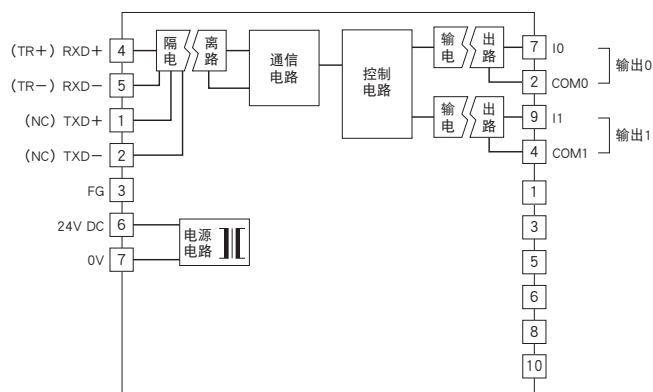 (TR+) RXD+ 4
(TR-) RXD- 5
(NC) TXD+ 1
(NC) TXD- 2
FG 3
24V DC 6
0V 7
隔 离
电 路
通信
电路
控制
电路
输 出
电 路
输 出
电 路
电源
电路
7 I0
2 COM0
输出0
9 I1
4 COM1
输出1
1
3
5
6
8
10